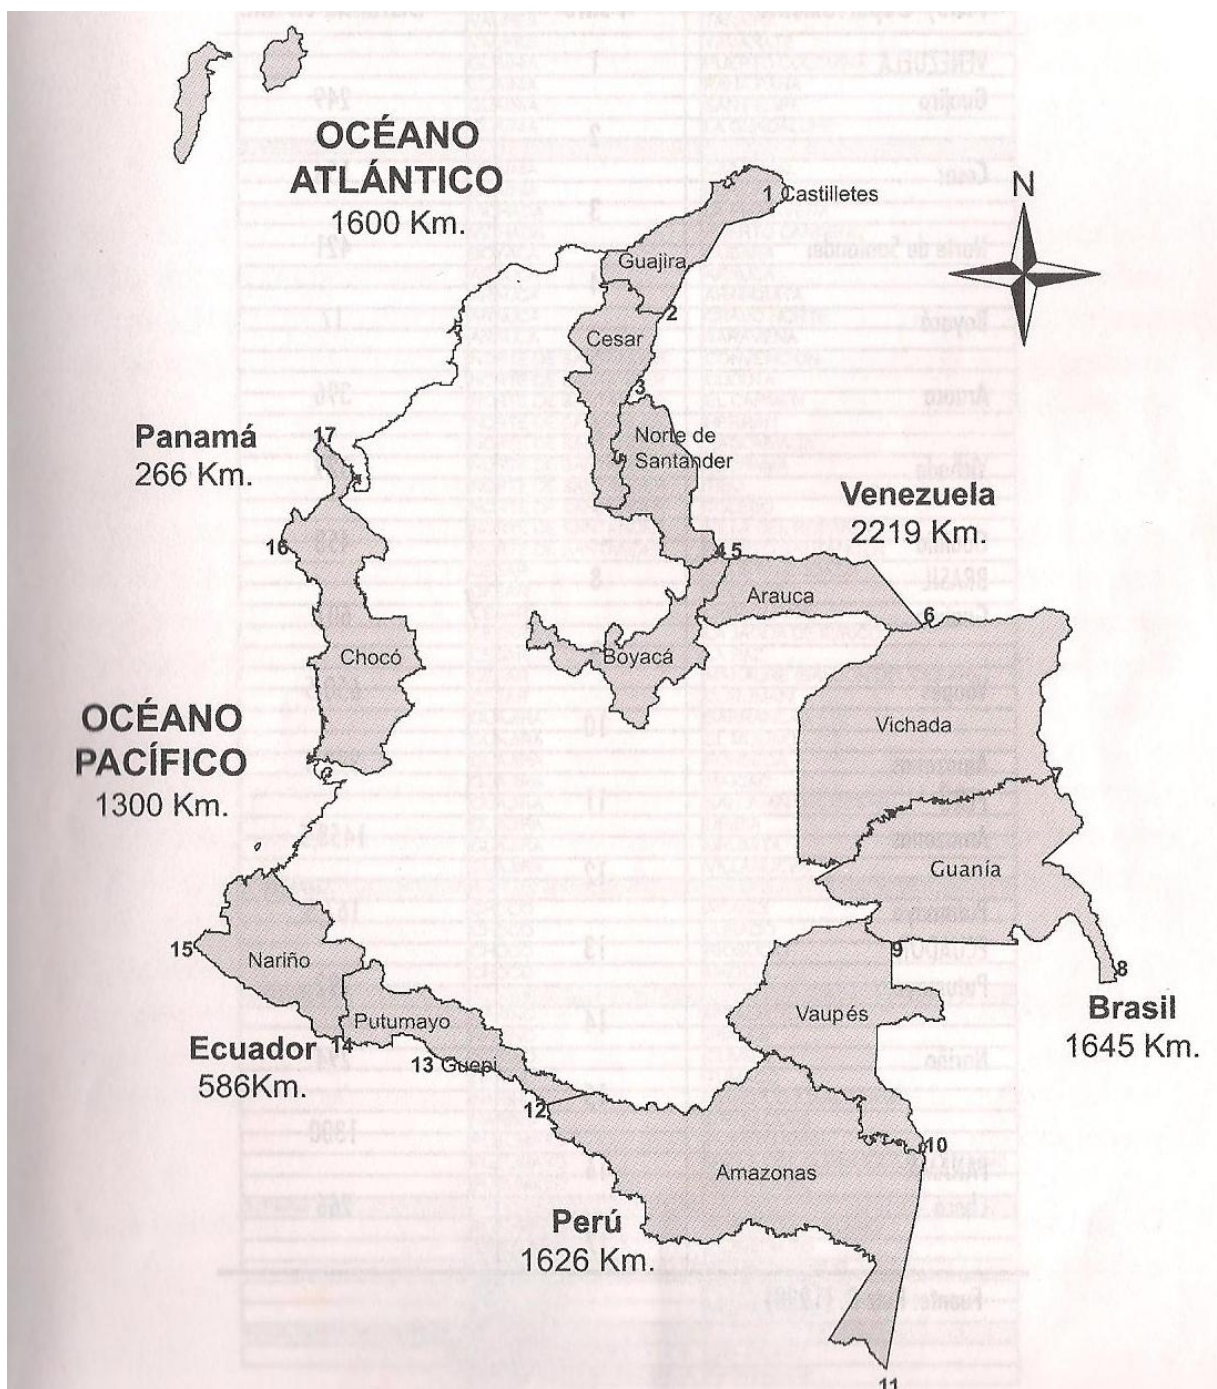 OCÉANO
ATLÁNTICO
1600 Km.
N
1 Castilletes
Guajira
2
Cesar
3
Norte de
Santander
Panamá
266 Km.
17
Venezuela
2219 Km.
16
4 5
Arauca
6
Chocó
Boyacá
OCÉANO
PACÍFICO
1300 Km.
Vichada
7
Guanía
15
Nariño
9
8
Brasil
1645 Km.
Vaupés
Putumayo
Ecuador
586Km.
14
13 Guepi
12
10
Amazonas
Perú
1626 Km.
11